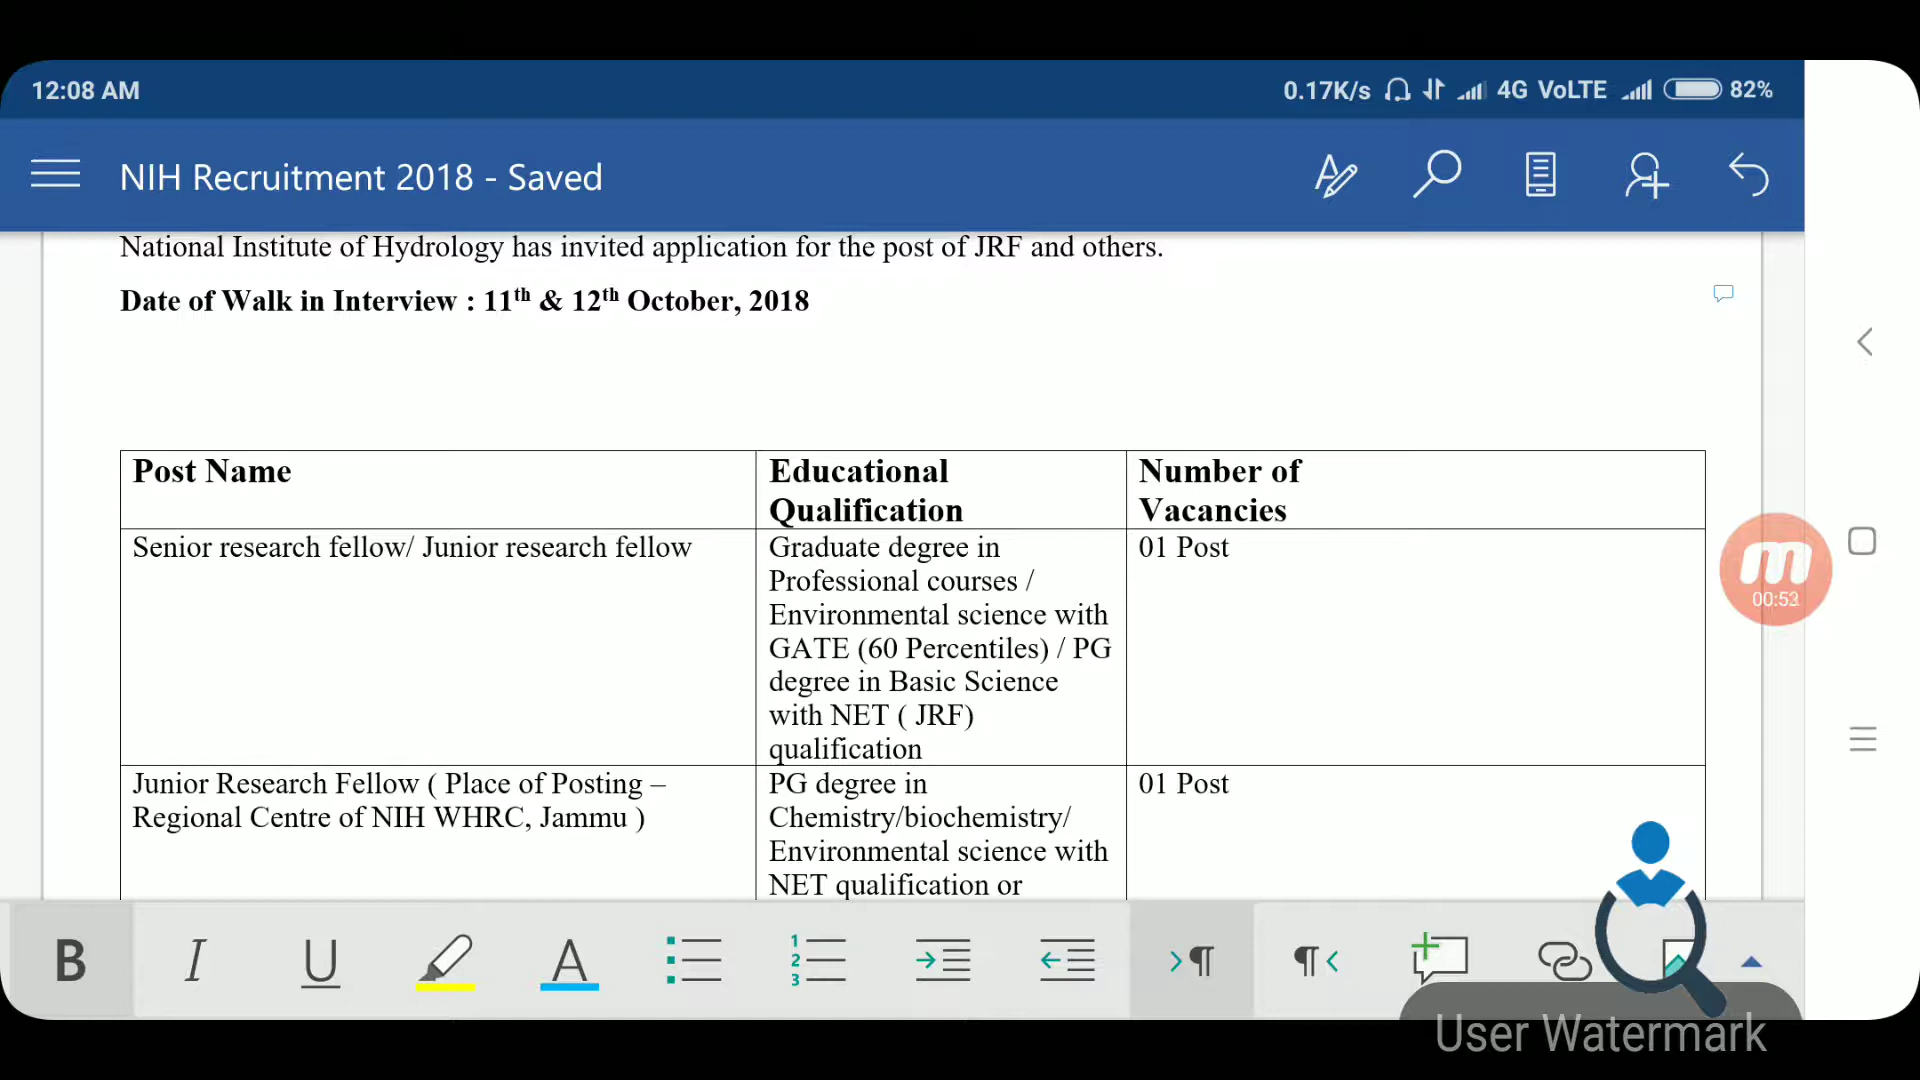 12:08 AM
0.17K/s 4G VoLTE 82%
NIH Recruitment 2018 - Saved
National Institute of Hydrology has invited application for the post of JRF and others.
Date of Walk in Interview : 11th & 12th October, 2018
Post Name
Educational
Qualification
Number of
Vacancies
Senior research fellow/ Junior research fellow
Graduate degree in
Professional courses /
Environmental science with
GATE (60 Percentiles) / PG
degree in Basic Science
with NET ( JRF)
qualification
01 Post
00:53
Junior Research Fellow ( Place of Posting –
Regional Centre of NIH WHRC, Jammu )
PG degree in
Chemistry/biochemistry/
Environmental science with
NET qualification or
01 Post
B I U A 1 2 3
User Watermark